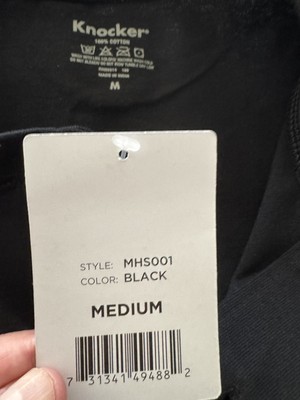 Knocker®
100% COTTON
M
STYLE: MHS001
COLOR: BLACK
MEDIUM
7 31341 49488 2